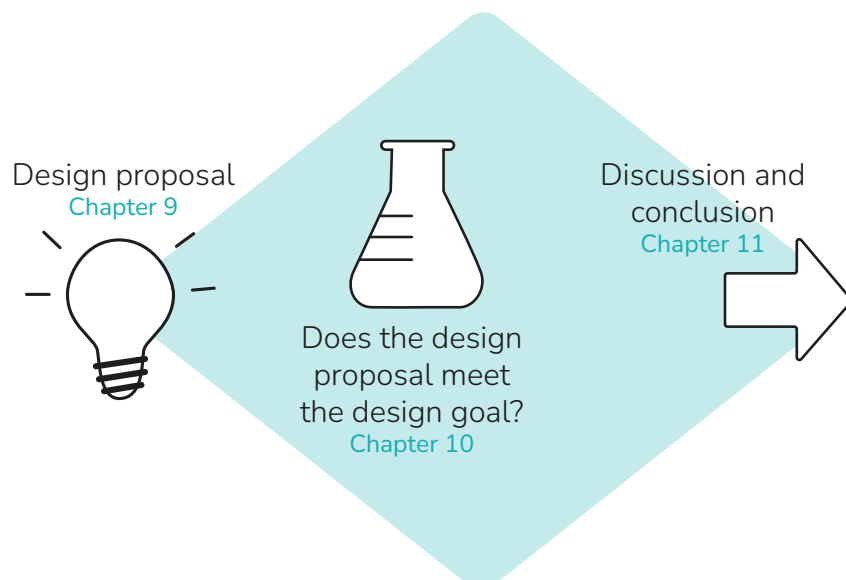 Design proposal
Chapter 9
Does the design
proposal meet
the design goal?
Chapter 10
Discussion and
conclusion
Chapter 11